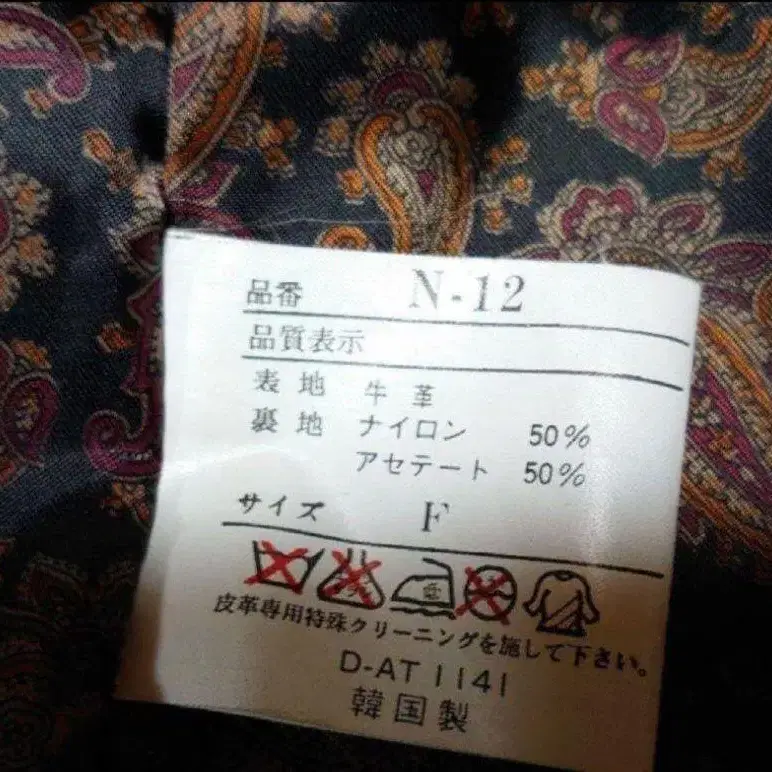 品番 N-12
品質表示
表地 牛革
裏地 ナイロン 50%
アセテート 50%
サイズ F
皮革専用特殊クリーニングを施して下さい。
D-AT 1141
韓国製